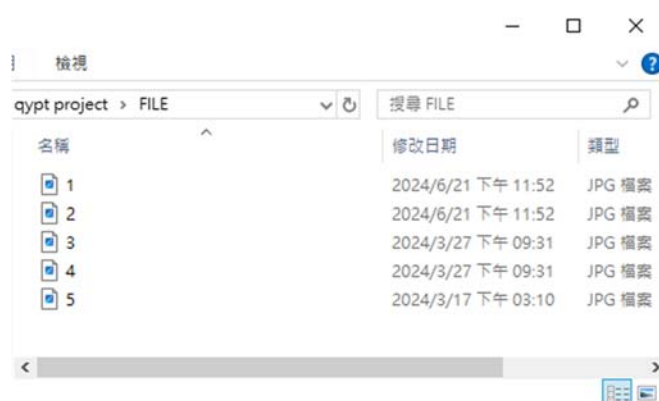 檢視
qypt project > FILE
搜尋 FILE
名稱 修改日期 類型
1 2024/6/21 下午 11:52 JPG 檔案
2 2024/6/21 下午 11:52 JPG 檔案
3 2024/3/27 下午 09:31 JPG 檔案
4 2024/3/27 下午 09:31 JPG 檔案
5 2024/3/17 下午 03:10 JPG 檔案